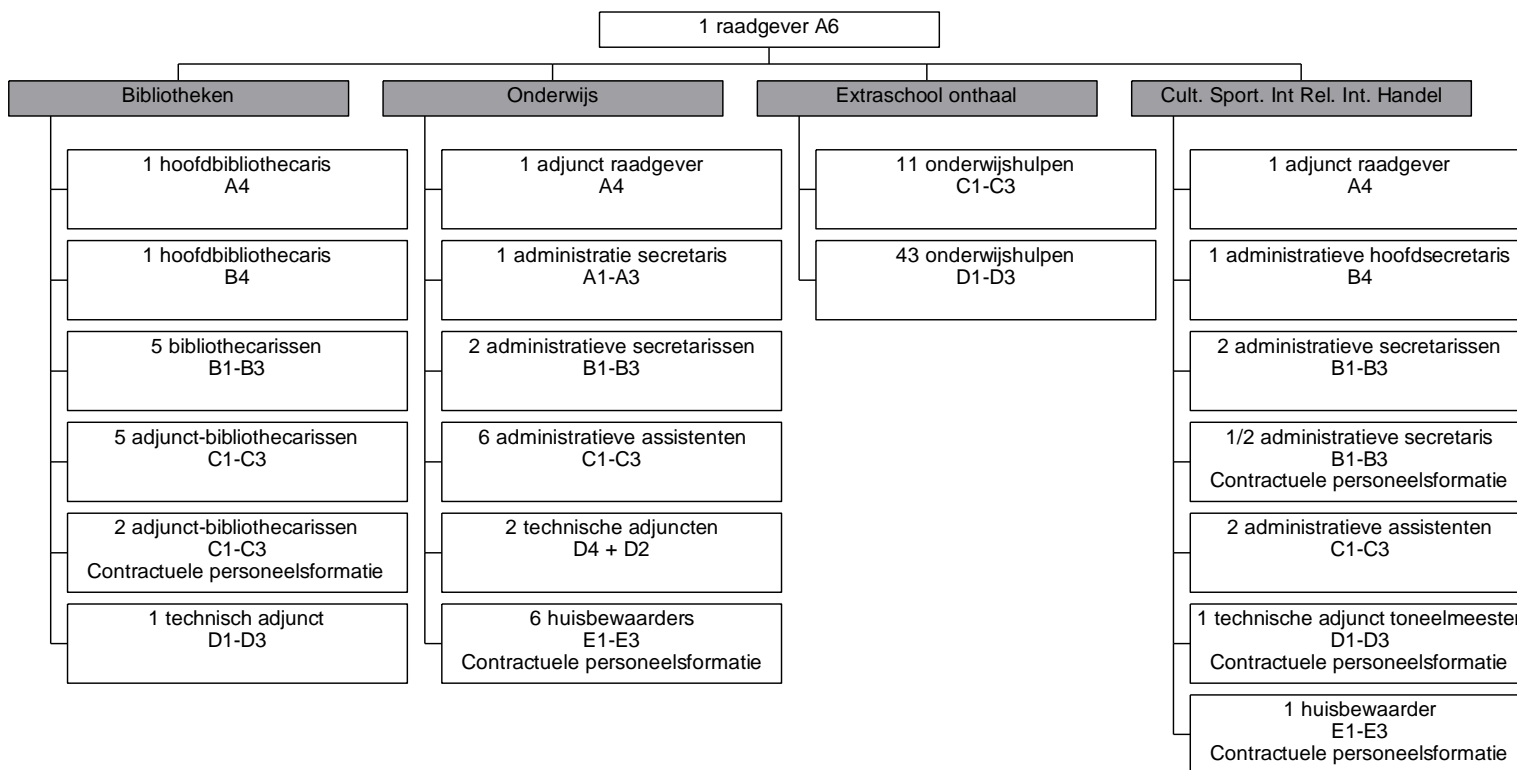 1 raadgever A6
Bibliotheken
1 hoofdbibliothecaris
A4
1 hoofdbibliothecaris
B4
5 bibliothecarissen
B1-B3
5 adjunct-bibliothecarissen
C1-C3
2 adjunct-bibliothecarissen
C1-C3
Contractuele personeelsformatie
1 technisch adjunct
D1-D3
Onderwijs
1 adjunct raadgever
A4
1 administratie secretaris
A1-A3
2 administratieve secretarissen
B1-B3
6 administratieve assistenten
C1-C3
2 technische adjuncten
D4 + D2
6 huisbewaarders
E1-E3
Contractuele personeelsformatie
Extraschool onthaal
11 onderwijshulpen
C1-C3
43 onderwijshulpen
D1-D3
Cult. Sport. Int Rel. Int. Handel
1 adjunct raadgever
A4
1 administratieve hoofdsecretaris
B4
2 administratieve secretarissen
B1-B3
1/2 administratieve secretaris
B1-B3
Contractuele personeelsformatie
2 administratieve assistenten
C1-C3
1 technische adjunct toneelmeester
D1-D3
Contractuele personeelsformatie
1 huisbewaarder
E1-E3
Contractuele personeelsformatie